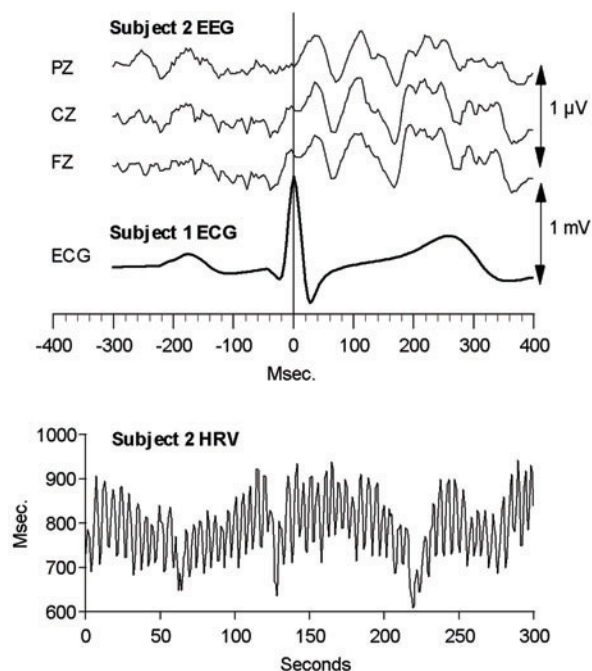 Subject 2 EEG
PZ
CZ
1 µV
FZ
Subject 1 ECG
1 mV
ECG
-400 -300 -200 -100 0 100 200 300 400
Msec.
Subject 2 HRV
1000
900
800
700
600
Msec.
0 50 100 150 200 250 300
Seconds